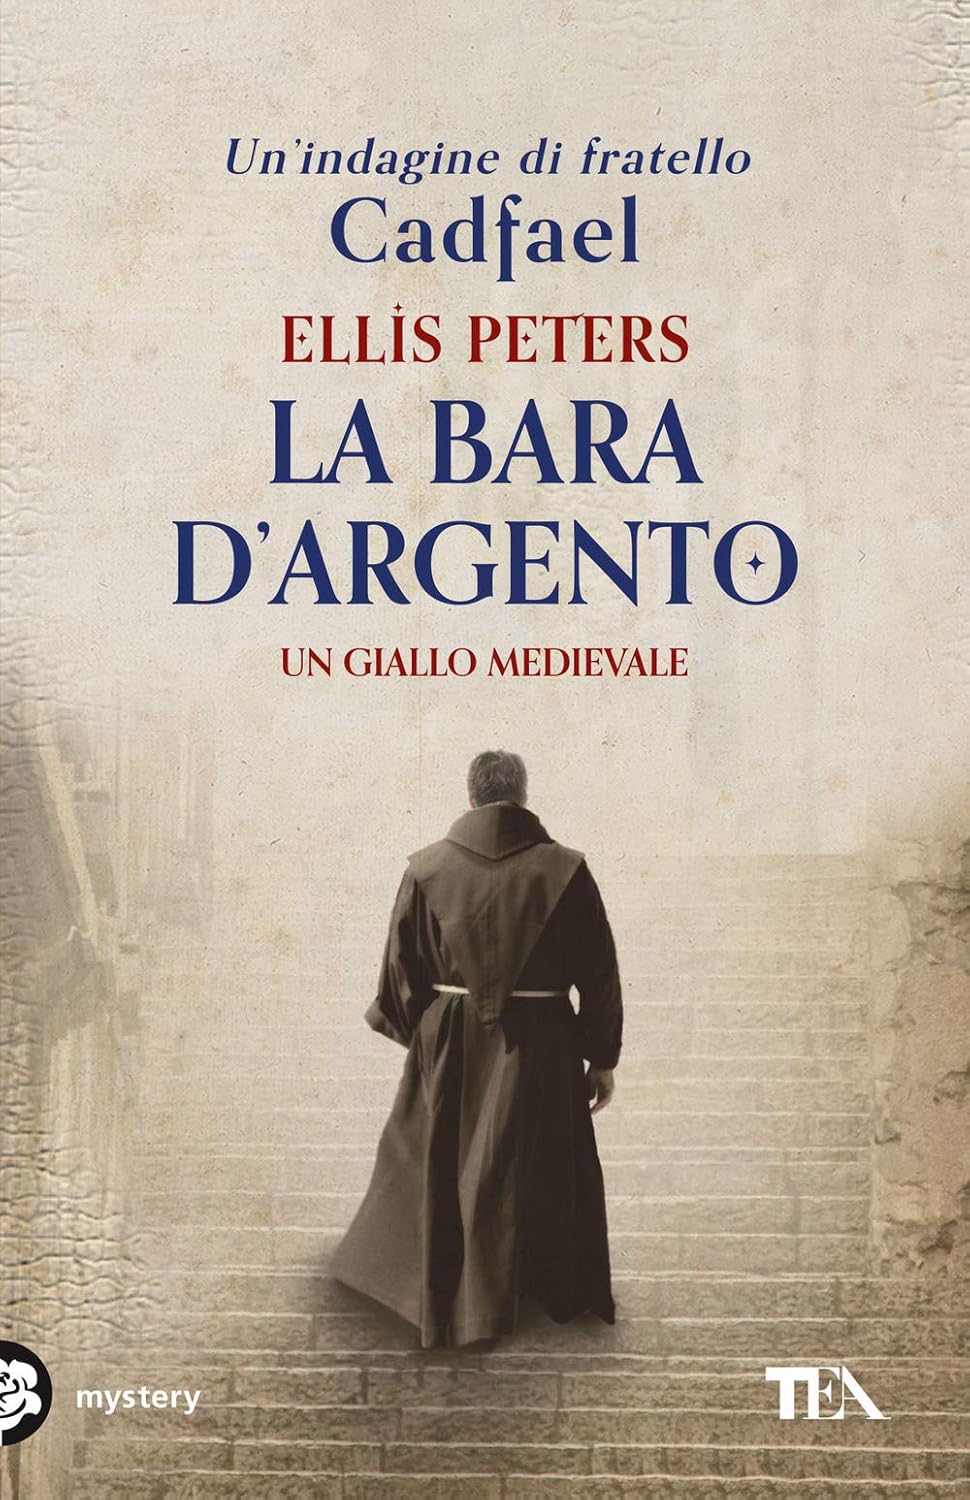 Un'indagine di fratello
Cadfael
ELLIS PETERS
LA BARA
D'ARGENTO
UN GIALLO MEDIEVALE
mystery
TEA